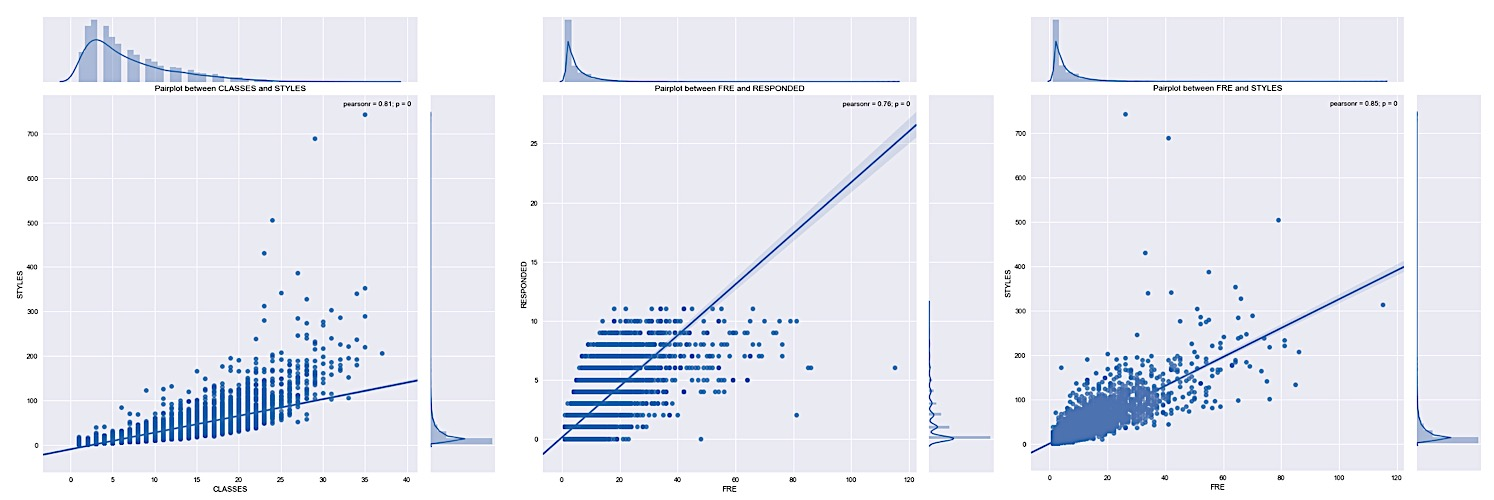 Pairplot between CLASSES and STYLES
pearsonr = 0.81; p = 0
700
600
500
400
300
200
100
0
STYLES
0 5 10 15 20 25 30 35 40
CLASSES
Pairplot between FRE and RESPONDED
pearsonr = 0.76; p = 0
25
20
15
10
5
0
RESPONDED
0 20 40 60 80 100 120
FRE
Pairplot between FRE and STYLES
pearsonr = 0.85; p = 0
700
600
500
400
300
200
100
0
STYLES
0 20 40 60 80 100 120
FRE